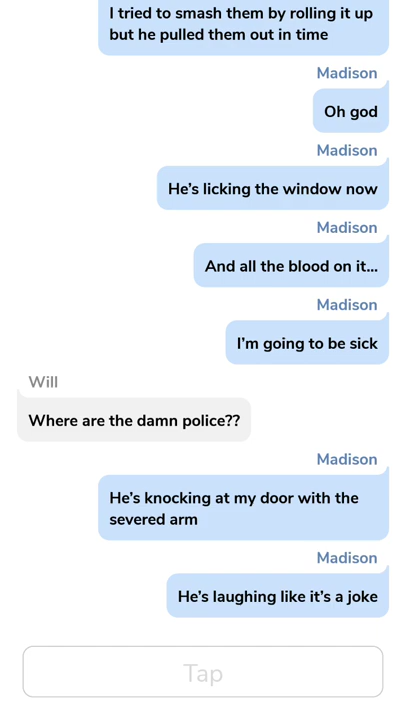 I tried to smash them by rolling it up
but he pulled them out in time
Madison
Oh god
Madison
He's licking the window now
Madison
And all the blood on it...
Madison
I'm going to be sick
Will
Where are the damn police??
Madison
He's knocking at my door with the
severed arm
Madison
He's laughing like it's a joke
Tap